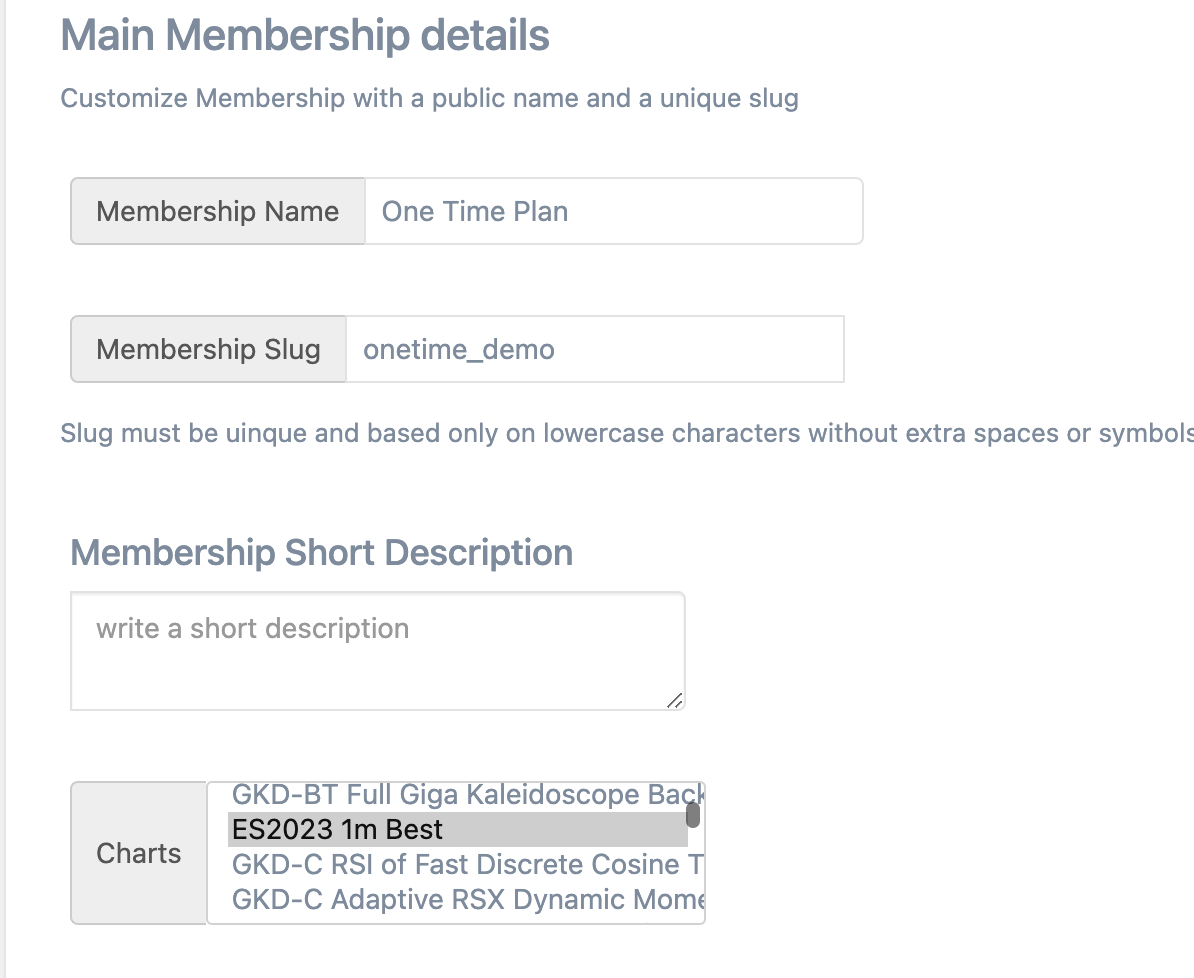 Main Membership details
Customize Membership with a public name and a unique slug
Membership Name One Time Plan
Membership Slug onetime_demo
Slug must be uinque and based only on lowercase characters without extra spaces or symbols
Membership Short Description
write a short description
GKD-BT Full Giga Kaleidoscope Back
ES2023 1m Best
Charts
GKD-C RSI of Fast Discrete Cosine T
GKD-C Adaptive RSX Dynamic Mome